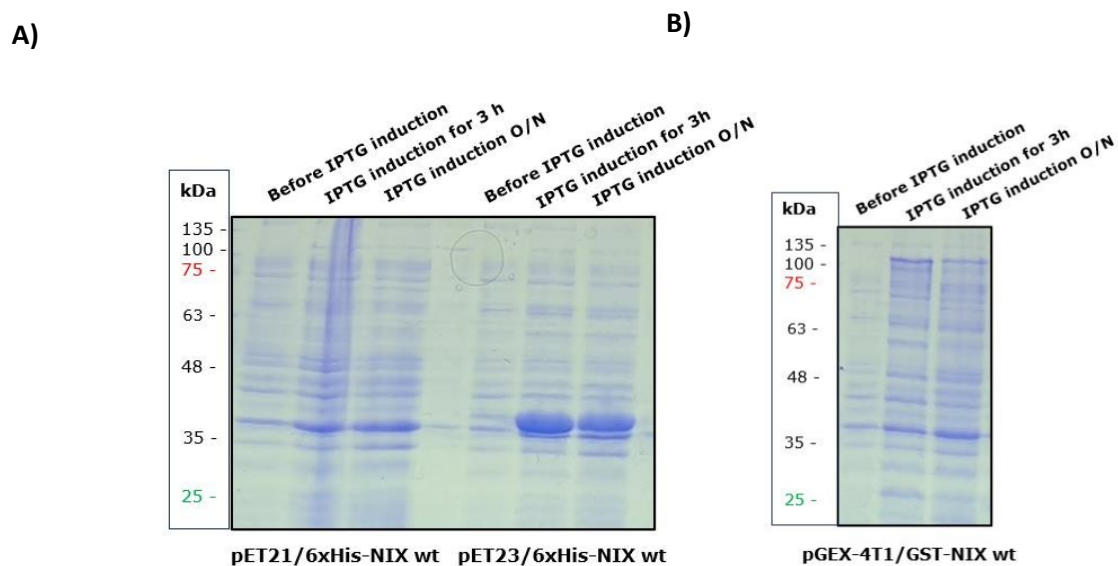 A)
B)
Before IPTG induction
IPTG induction for 3 h
IPTG induction O/N
Before IPTG induction
IPTG induction for 3h
IPTG induction O/N
kDa
135 -
100 -
75 -
63 -
48 -
35 -
25 -
pET21/6xHis-NIX wt
pET23/6xHis-NIX wt
Before IPTG induction
IPTG induction for 3h
IPTG induction O/N
kDa
135 -
100 -
75 -
63 -
48 -
35 -
25 -
pGEX-4T1/GST-NIX wt